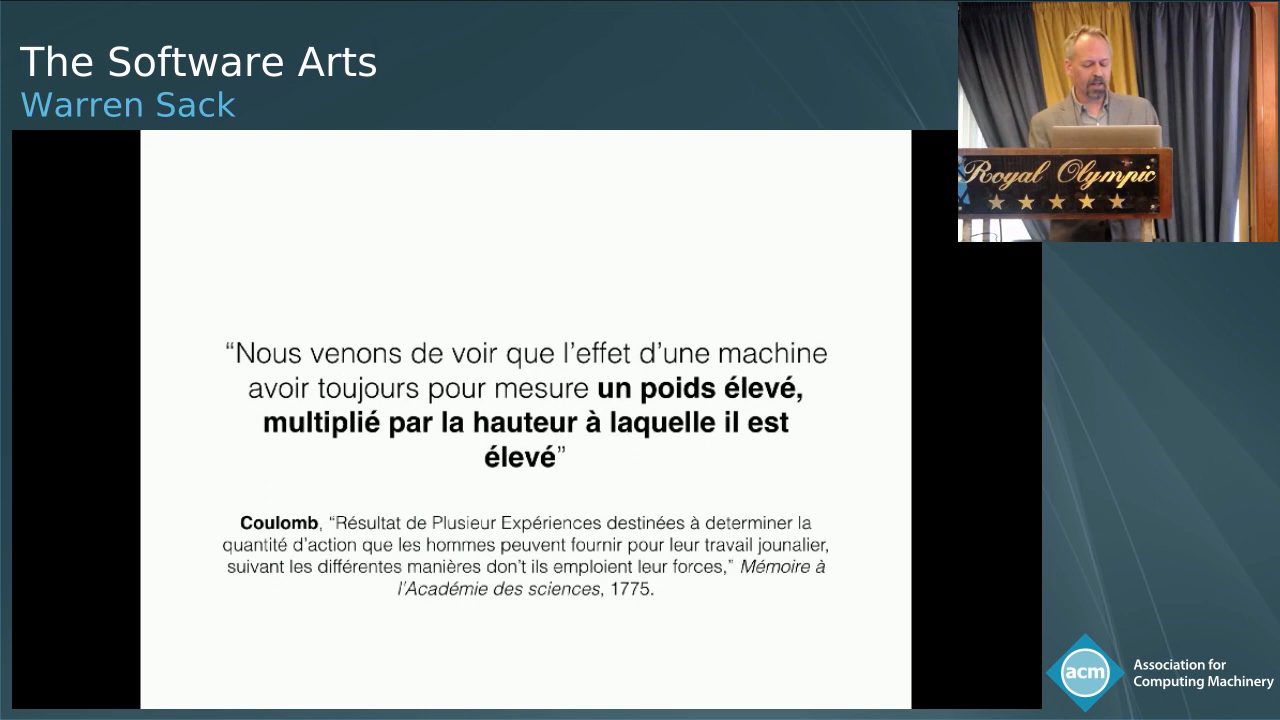 The Software Arts
Warren Sack
Royal Olympic
“Nous venons de voir que l’effet d’une machine
avoir toujours pour mesure un poids élevé,
multiplié par la hauteur à laquelle il est
élevé”
Coulomb, “Résultat de Plusieur Expériences destinées à determiner la
quantité d’action que les hommes peuvent fournir pour leur travail jounalier,
suivant les différentes manières don’t ils emploient leur forces,” Mémoire à
l’Académie des sciences, 1775.
acm
Association for
Computing Machinery